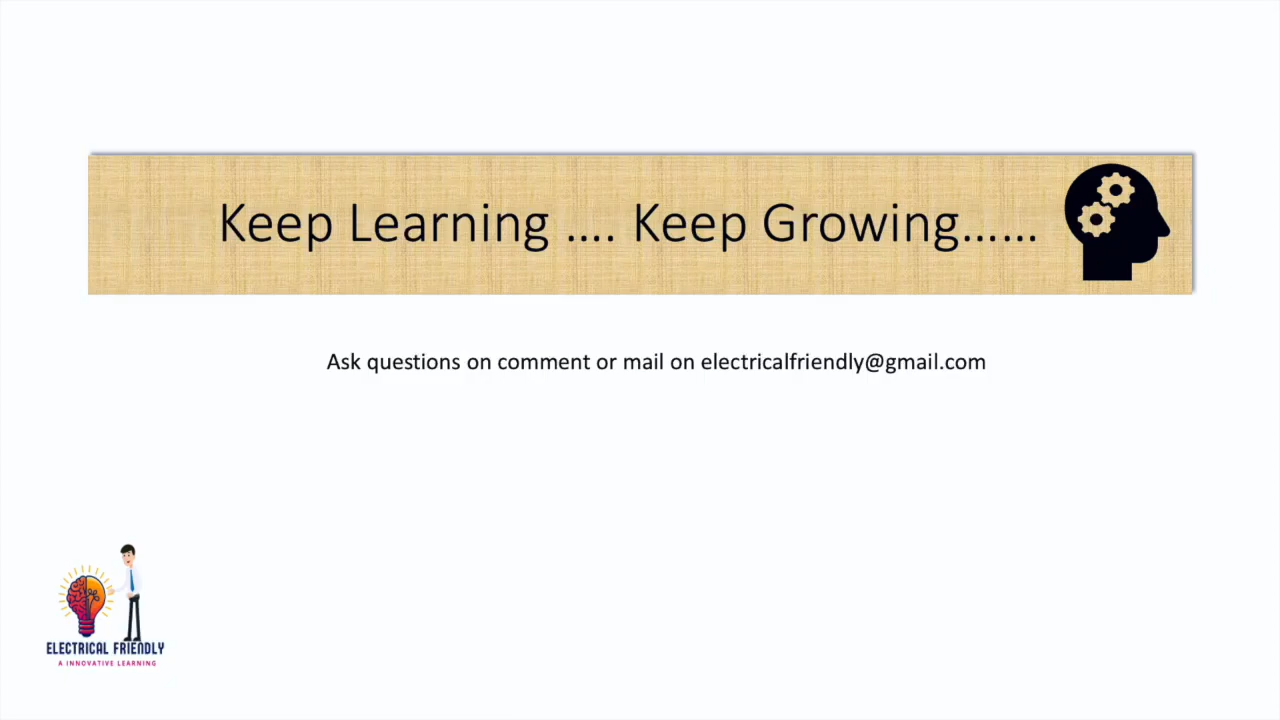 Keep Learning .... Keep Growing......
Ask questions on comment or mail on electricalfriendly@gmail.com
ELECTRICAL FRIENDLY
A INNOVATIVE LEARNING